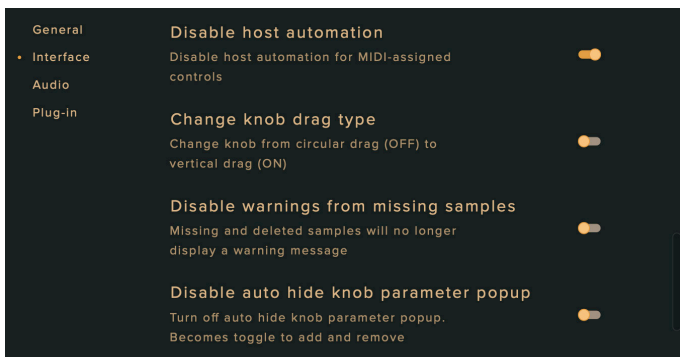 General
Interface
Audio
Plug-in
Disable host automation
Disable host automation for MIDI-assigned
controls
Change knob drag type
Change knob from circular drag (OFF) to
vertical drag (ON)
Disable warnings from missing samples
Missing and deleted samples will no longer
display a warning message
Disable auto hide knob parameter popup
Turn off auto hide knob parameter popup.
Becomes toggle to add and remove